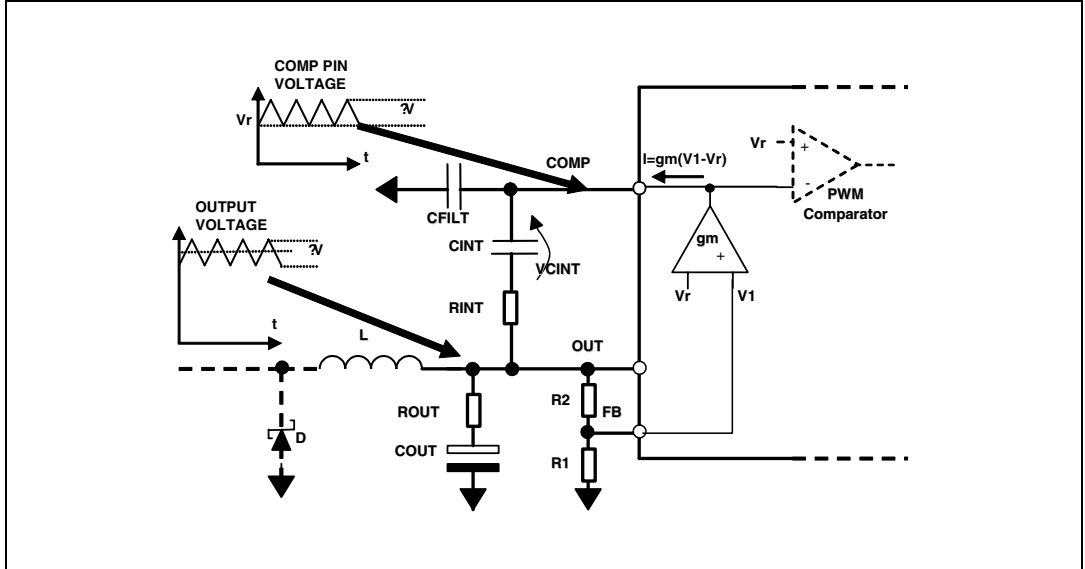 COMP PIN
VOLTAGE
?V
Vr
t
COMP
I=gm(V1-Vr)
Vr
+
-
PWM
Comparator
CFILT
OUTPUT
VOLTAGE
?V
CINT
VCINT
gm
+
Vr
V1
RINT
t
L
OUT
R2
FB
ROUT
D
COUT
R1